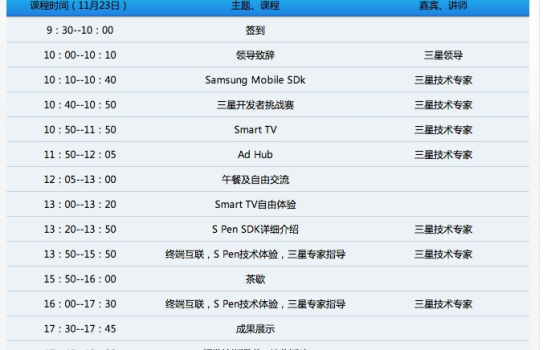 课程时间（11月23日） 主题、课程 嘉宾、讲师
9：30--10：00 签到
10：00--10：10 领导致辞 三星领导
10：10--10：40 Samsung Mobile SDk 三星技术专家
10：40--10：50 三星开发者挑战赛 三星技术专家
10：50--11：50 Smart TV 三星技术专家
11：50--12：05 Ad Hub 三星技术专家
12：05--13：00 午餐及自由交流
13：00--13：20 Smart TV自由体验
13：20--13：50 S Pen SDK详细介绍 三星技术专家
13：50--15：50 终端互联，S Pen技术体验，三星专家指导 三星技术专家
15：50--16：00 茶歇
16：00--17：30 终端互联，S Pen技术体验，三星专家指导 三星技术专家
17：30--17：45 成果展示